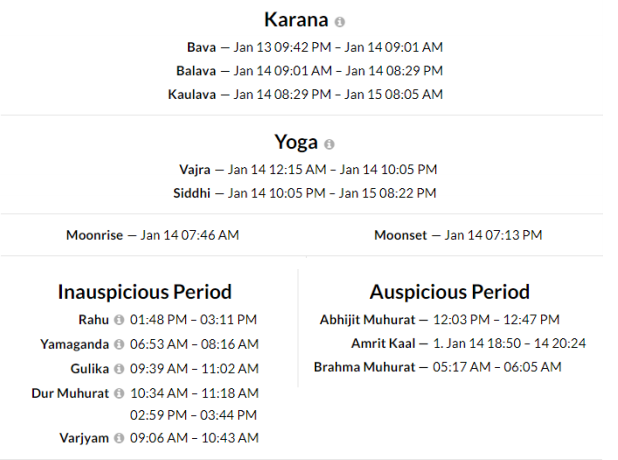 Karana
Bava — Jan 13 09:42 PM – Jan 14 09:01 AM
Balava — Jan 14 09:01 AM – Jan 14 08:29 PM
Kaulava — Jan 14 08:29 PM – Jan 15 08:05 AM
Yoga
Vajra — Jan 14 12:15 AM – Jan 14 10:05 PM
Siddhi — Jan 14 10:05 PM – Jan 15 08:22 PM
Moonrise — Jan 14 07:46 AM
Moonset — Jan 14 07:13 PM
Inauspicious Period
Rahu 01:48 PM – 03:11 PM
Yamaganda 06:53 AM – 08:16 AM
Gulika 09:39 AM – 11:02 AM
Dur Muhurat 10:34 AM – 11:18 AM
02:59 PM – 03:44 PM
Varjyam 09:06 AM – 10:43 AM
Auspicious Period
Abhijit Muhurat — 12:03 PM – 12:47 PM
Amrit Kaal — 1. Jan 14 18:50 – 14 20:24
Brahma Muhurat — 05:17 AM – 06:05 AM